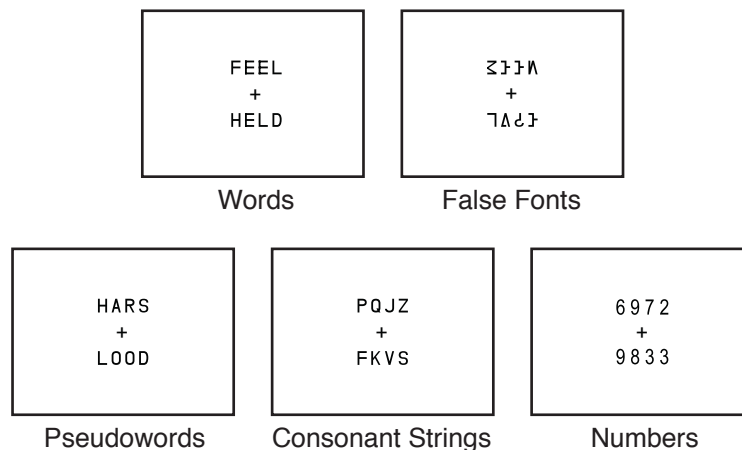 FEEL
+
HELD
+
Words
False Fonts
HARS
+
LOOD
PQJZ
+
FKVS
6972
+
9833
Pseudowords
Consonant Strings
Numbers